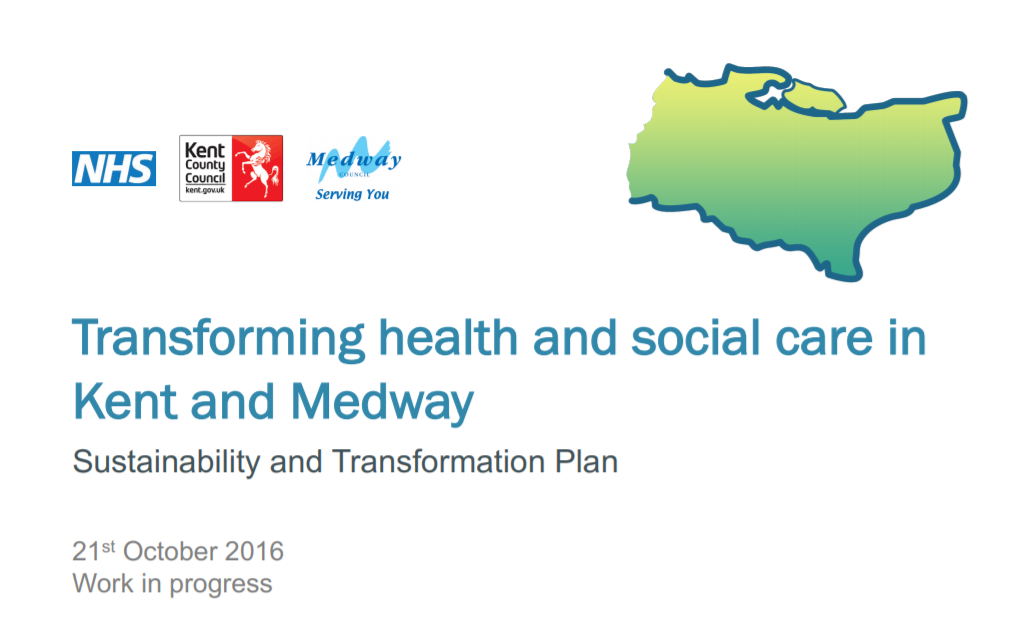 NHS
Kent
County
Council
kent.gov.uk
Medway
COUNCIL
Serving You
Transforming health and social care in
Kent and Medway
Sustainability and Transformation Plan
21st October 2016
Work in progress